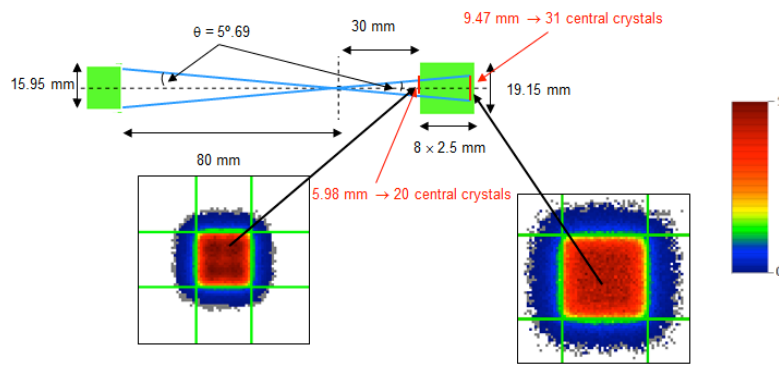 9.47 mm → 31 central crystals
30 mm
θ = 5º.69
15.95 mm
19.15 mm
8 × 2.5 mm
80 mm
5.98 mm → 20 central crystals
0